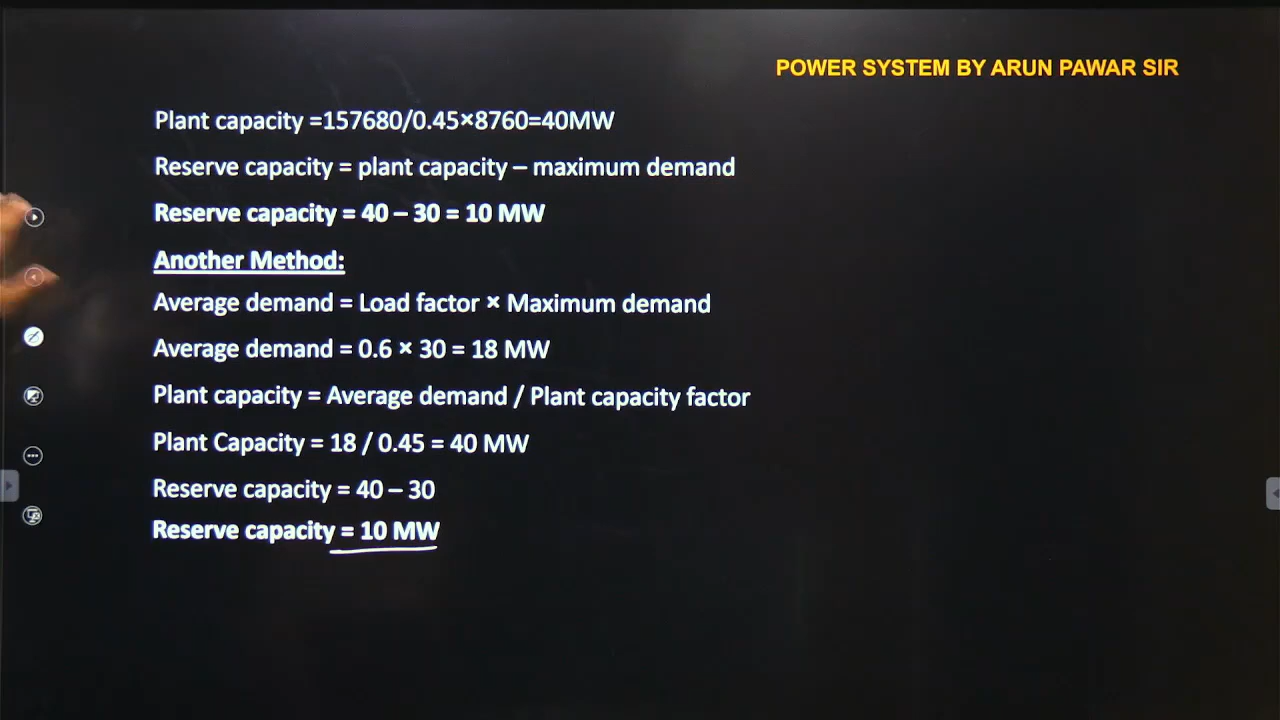 POWER SYSTEM BY ARUN PAWAR SIR
Plant capacity =157680/0.45×8760=40MW
Reserve capacity = plant capacity – maximum demand
Reserve capacity = 40 – 30 = 10 MW
Another Method:
Average demand = Load factor × Maximum demand
Average demand = 0.6 × 30 = 18 MW
Plant capacity = Average demand / Plant capacity factor
Plant Capacity = 18 / 0.45 = 40 MW
Reserve capacity = 40 – 30
Reserve capacity = 10 MW